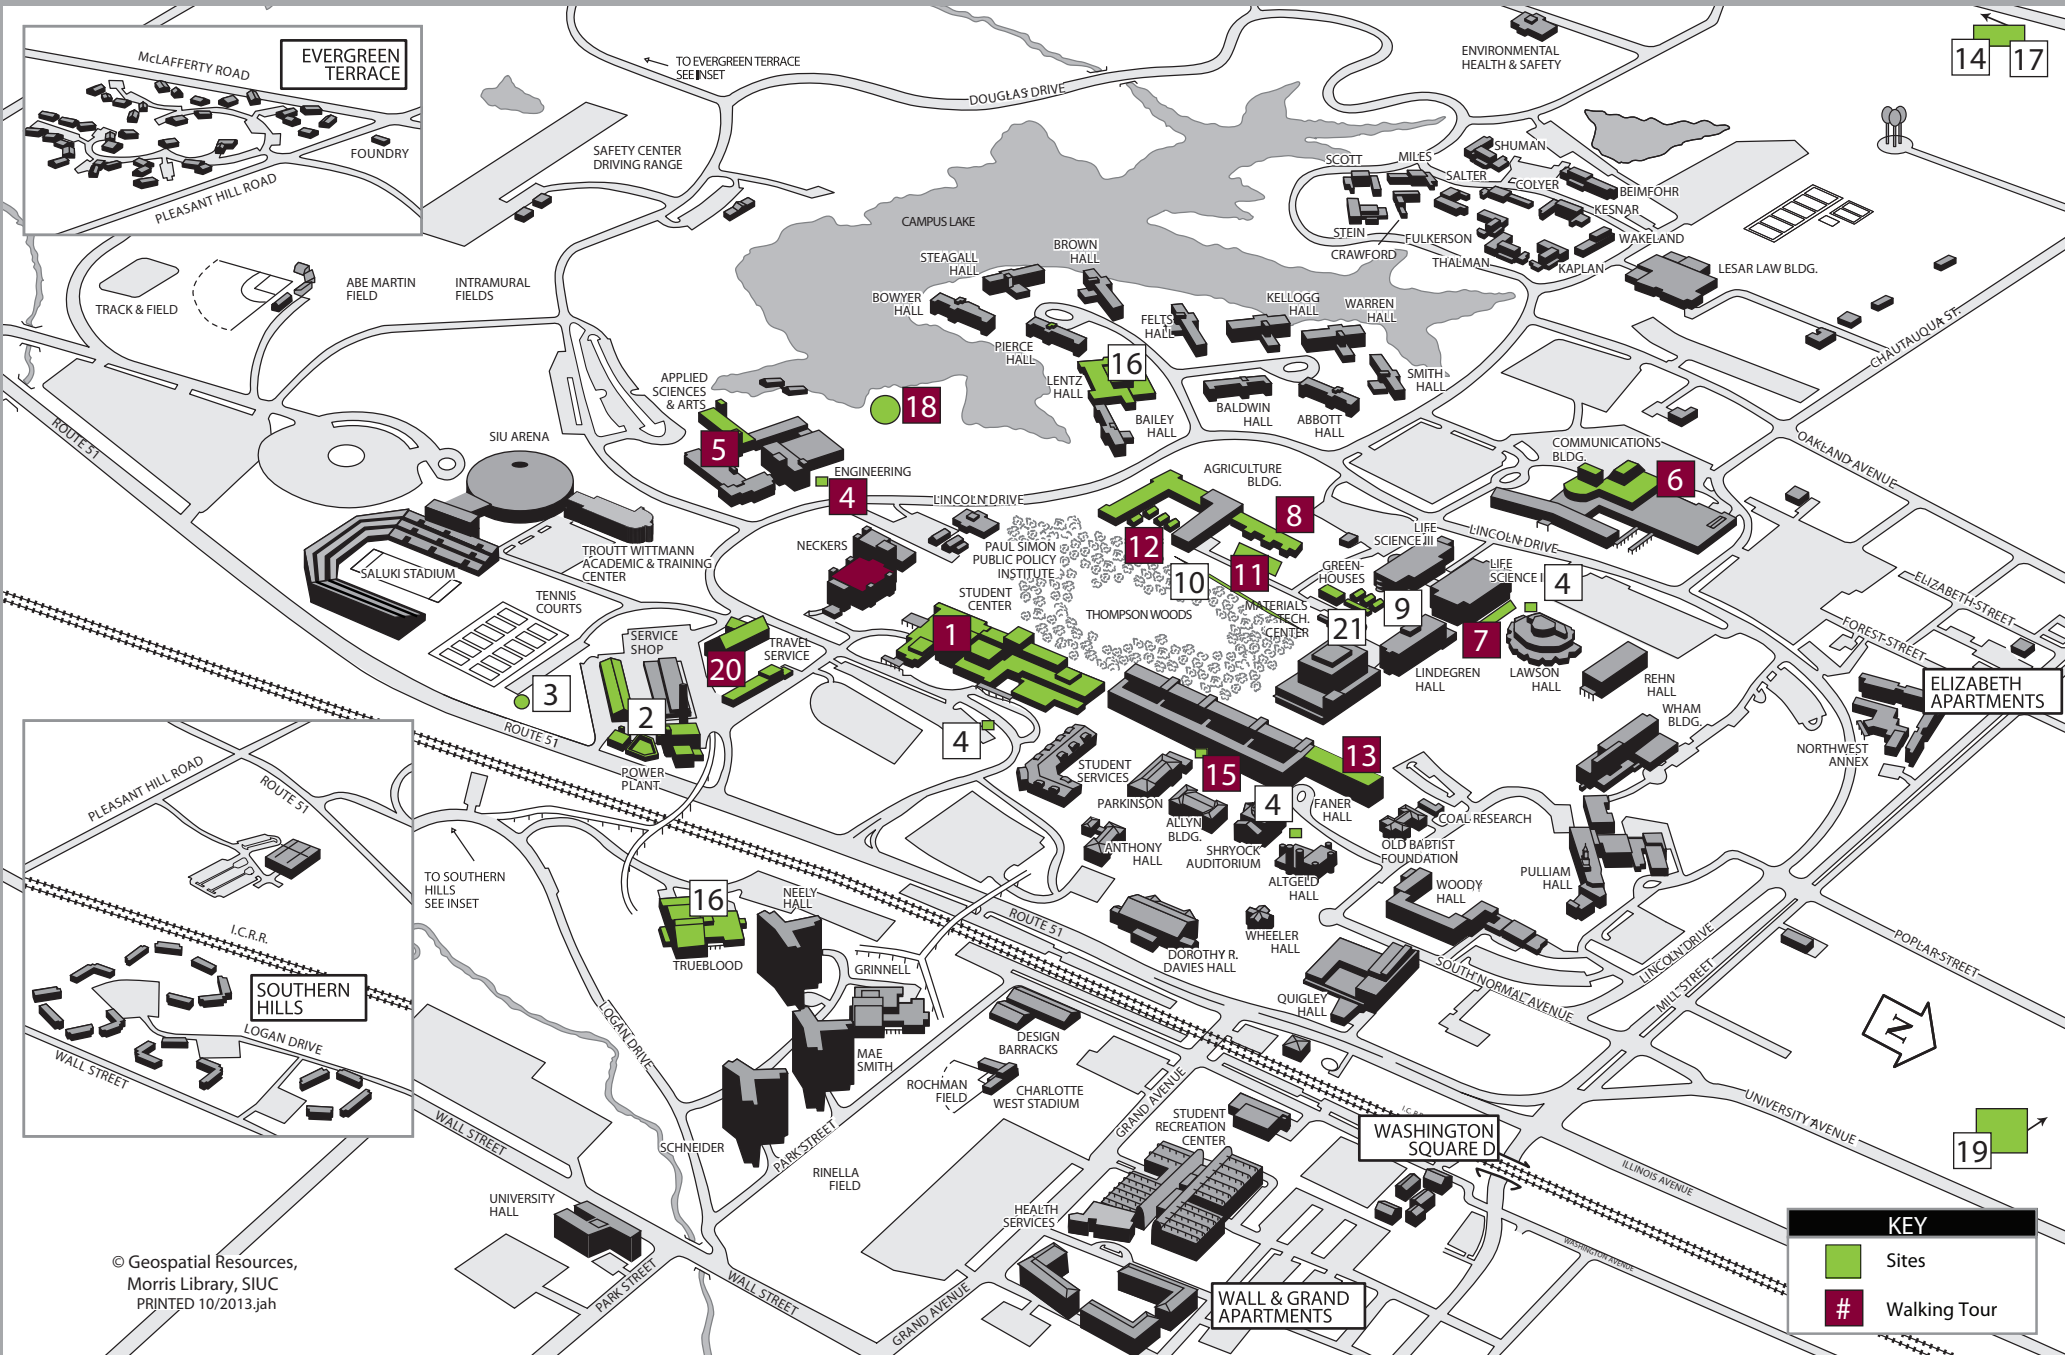 EVERGREEN
TERRACE
McLAFFERTY ROAD
FOUNDRY
PLEASANT HILL ROAD
TO EVERGREEN TERRACE
SEE INSET
DOUGLAS DRIVE
ENVIRONMENTAL
HEALTH & SAFETY
14
17
SAFETY CENTER
DRIVING RANGE
CAMPUS LAKE
SCOTT
MILES
SHUMAN
SALTER
COLYER
BEIMFOHR
KESNAR
STEIN
CRAWFORD
FULKERSON
THALMAN
KAPLAN
WAKELAND
LESAR LAW BLDG.
CHAUTAUQUA ST.
TRACK & FIELD
ABE MARTIN
FIELD
INTRAMURAL
FIELDS
STEAGALL
HALL
BROWN
HALL
BOWYER
HALL
PIERCE
HALL
FELTS
HALL
KELLOGG
HALL
WARREN
HALL
SMITH
HALL
LENTZ
HALL
16
BAILEY
HALL
BALDWIN
HALL
ABBOTT
HALL
APPLIED
SCIENCES
& ARTS
5
18
ENGINEERING
4
LINCOLN DRIVE
ROUTE 51
SIU ARENA
SALUKI STADIUM
TROUTT WITTMANN
ACADEMIC & TRAINING
CENTER
TENNIS
COURTS
NECKERS
PAUL SIMON
PUBLIC POLICY
INSTITUTE
STUDENT
CENTER
1
THOMPSON WOODS
AGRICULTURE
BLDG.
8
12
10
11
MATERIALS
TECH.
CENTER
GREEN-
HOUSES
21
9
LIFE
SCIENCE III
LIFE
SCIENCE II
LINCOLN DRIVE
4
7
LAWSON
HALL
LINDEGREN
HALL
REHN
HALL
WHAM
BLDG.
COMMUNICATIONS
BLDG.
6
OAKLAND AVENUE
ELIZABETH STREET
FOREST STREET
ELIZABETH
APARTMENTS
NORTHWEST
ANNEX
SERVICE
SHOP
20
TRAVEL
SERVICE
3
2
POWER
PLANT
ROUTE 51
4
STUDENT
SERVICES
PARKINSON
15
13
ALLYN
BLDG.
4
SHRYOCK
AUDITORIUM
FANER
HALL
ANTHONY
HALL
ALTGELD
HALL
COAL RESEARCH
OLD BAPTIST
FOUNDATION
WOODY
HALL
PULLIAM
HALL
WHEELER
HALL
DOROTHY R.
DAVIES HALL
QUIGLEY
HALL
SOUTH NORMAL AVENUE
LINCOLN DRIVE
MILL STREET
POPLAR STREET
N
UNIVERSITY AVENUE
ILLINOIS AVENUE
WASHINGTON AVENUE
19
PLEASANT HILL ROAD
ROUTE 51
I.C.R.R.
SOUTHERN
HILLS
LOGAN DRIVE
WALL STREET
TO SOUTHERN
HILLS
SEE INSET
16
TRUEBLOOD
NEELY
HALL
GRINNELL
ROUTE 51
MAE
SMITH
SCHNEIDER
LOGAN DRIVE
PARK STREET
DESIGN
BARRACKS
ROCHMAN
FIELD
CHARLOTTE
WEST STADIUM
RINELLA
FIELD
GRAND AVENUE
STUDENT
RECREATION
CENTER
WASHINGTON
SQUARE D
HEALTH
SERVICES
WALL & GRAND
APARTMENTS
UNIVERSITY
HALL
WALL STREET
PARK STREET
WALL STREET
GRAND AVENUE
© Geospatial Resources,
Morris Library, SIUC
PRINTED 10/2013.jah
KEY
Sites
# Walking Tour